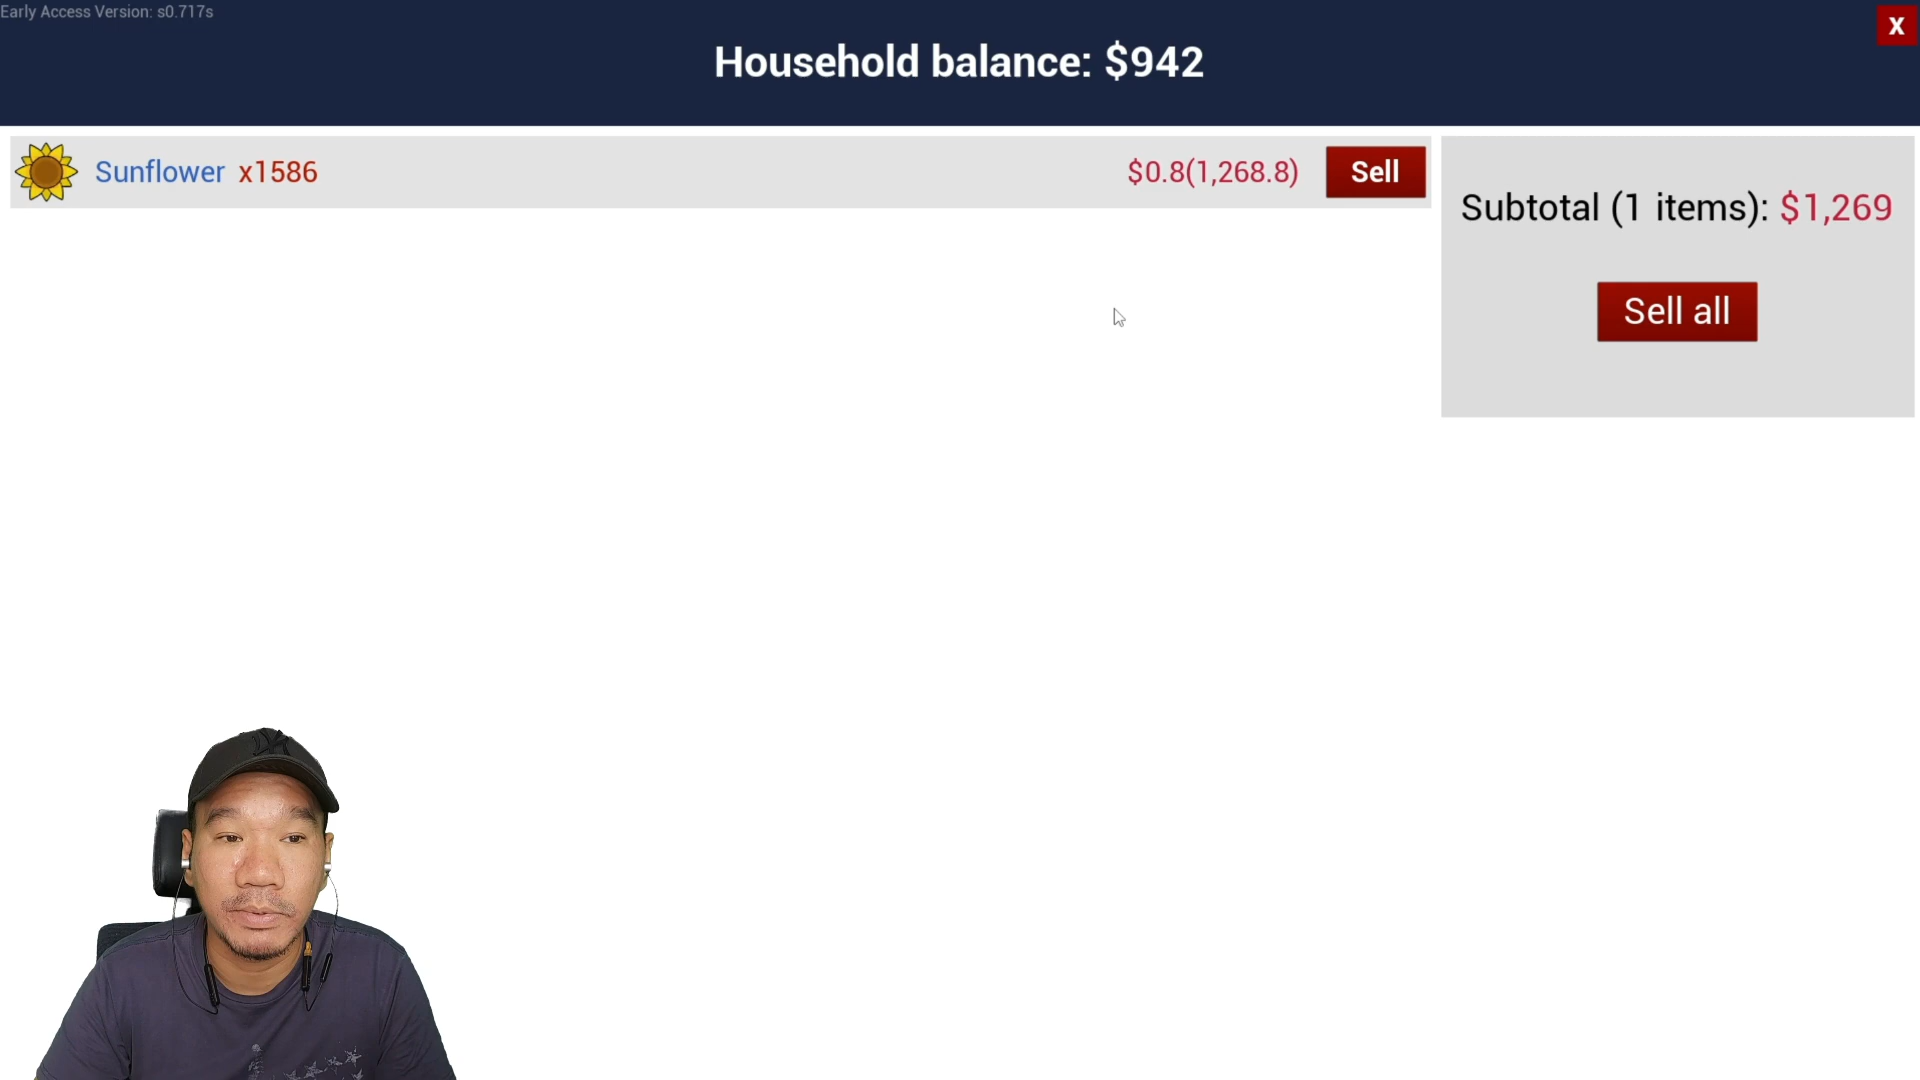 Early Access Version: s0.717s
X
Household balance: $942
Sunflower x1586
$0.8(1,268.8)
Sell
Subtotal (1 items): $1,269
Sell all